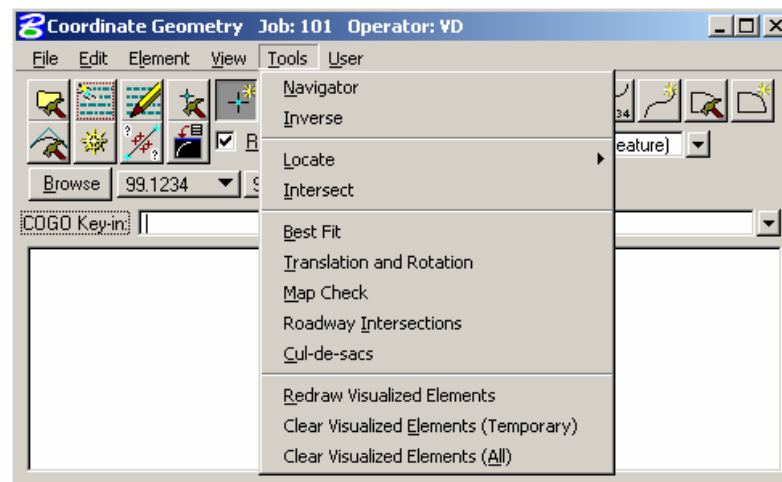 Coordinate Geometry Job: 101 Operator: VD
File Edit Element View Tools User
Navigator
Inverse
Locate
Intersect
Best Fit
Translation and Rotation
Map Check
Roadway Intersections
Cul-de-sacs
Redraw Visualized Elements
Clear Visualized Elements (Temporary)
Clear Visualized Elements (All)
34
R
eature)
Browse 99.1234
COGO Key-in: